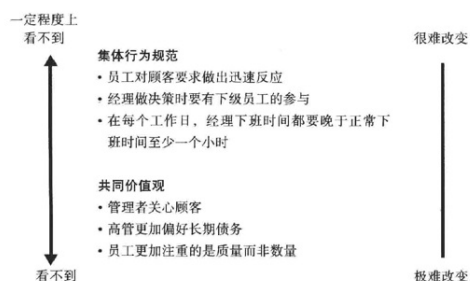 一定程度上
看不到
很难改变
集体行为规范
• 员工对顾客要求做出迅速反应
• 经理做决策时要有下级员工的参与
• 在每个工作日，经理下班时间都要晚于正常下
班时间至少一个小时
共同价值观
• 管理者关心顾客
• 高管更加偏好长期债务
• 员工更加注重的是质量而非数量
看不到
极难改变